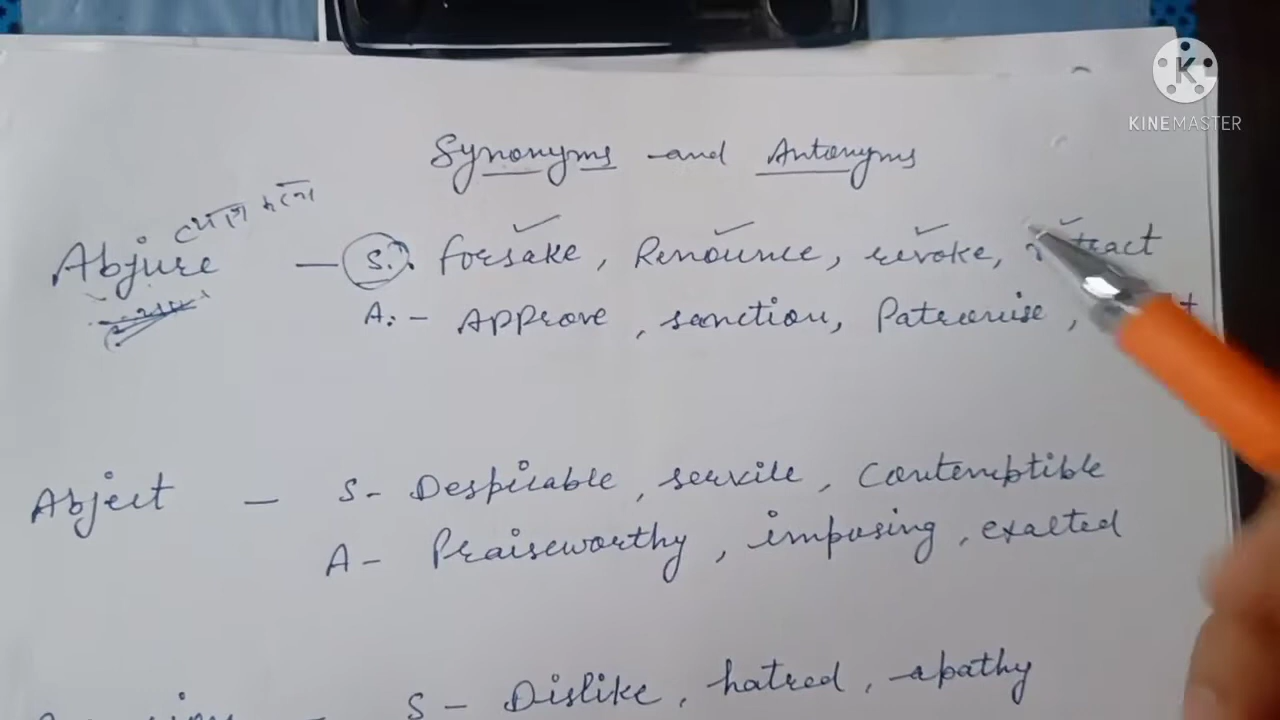 KINEMASTER
Synonyms and Antonyms
Abjure — S. Forsake, Renounce, revoke,
A:- Approve, sanction, Patronise,
Abject — S- Despicable, servile, Contemptible
A- Praiseworthy, imposing, exalted
S- Dislike, hatred, apathy